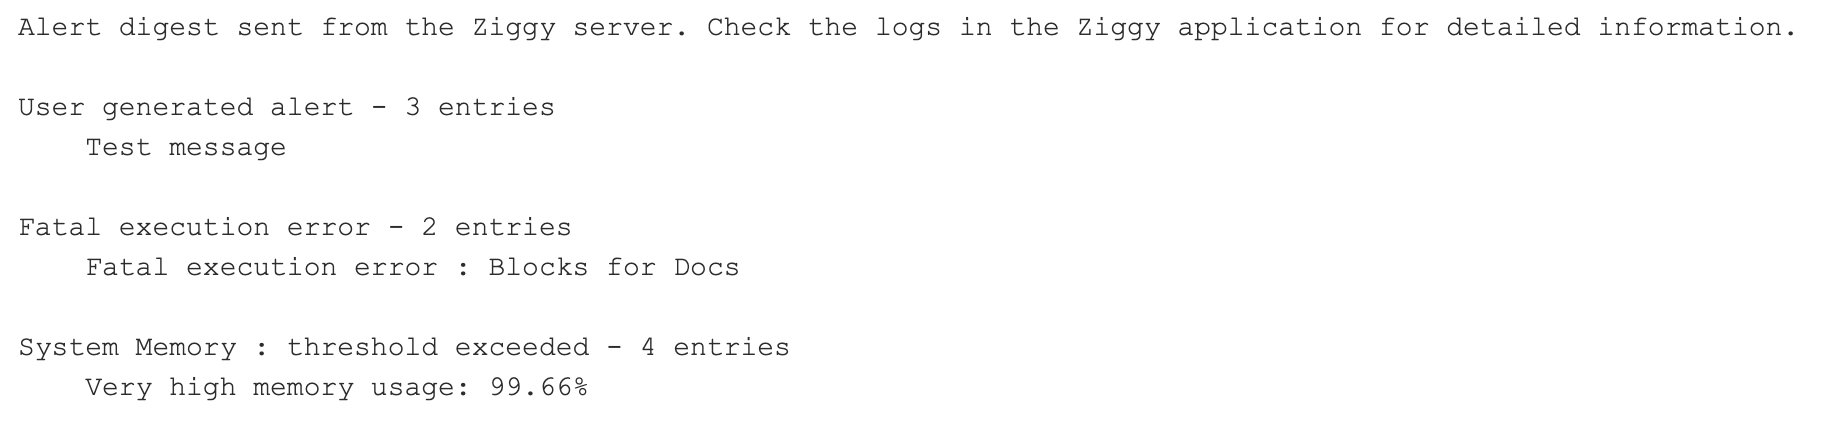 Alert digest sent from the Ziggy server. Check the logs in the Ziggy application for detailed information.
User generated alert - 3 entries
Test message
Fatal execution error - 2 entries
Fatal execution error : Blocks for Docs
System Memory : threshold exceeded - 4 entries
Very high memory usage: 99.66%